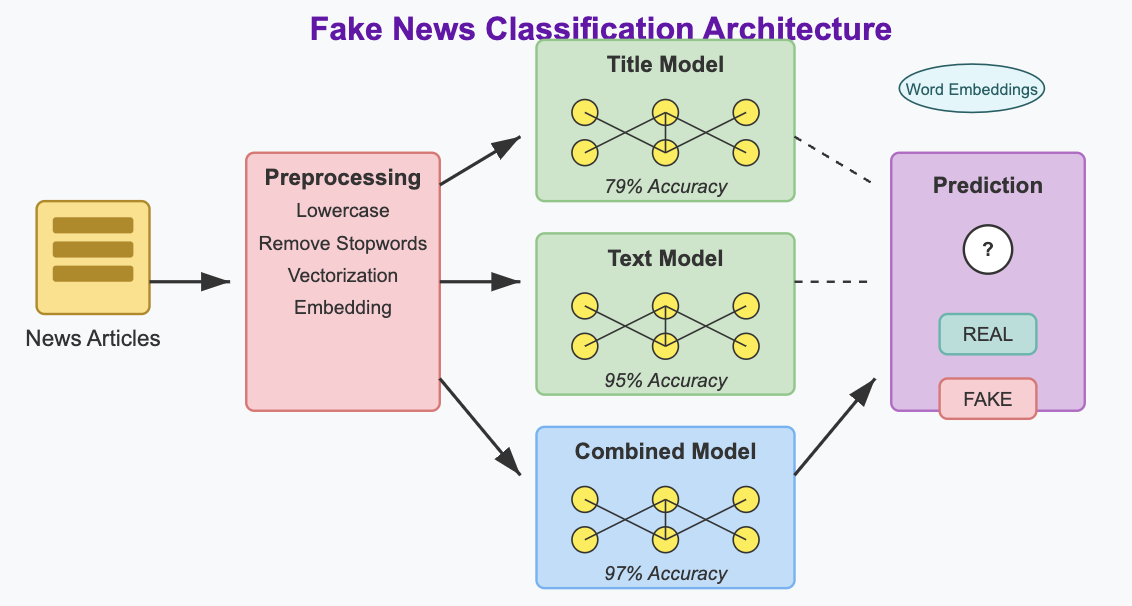 Fake News Classification Architecture
News Articles
Preprocessing
Lowercase
Remove Stopwords
Vectorization
Embedding
Title Model
79% Accuracy
Text Model
95% Accuracy
Combined Model
97% Accuracy
Word Embeddings
Prediction
?
REAL
FAKE